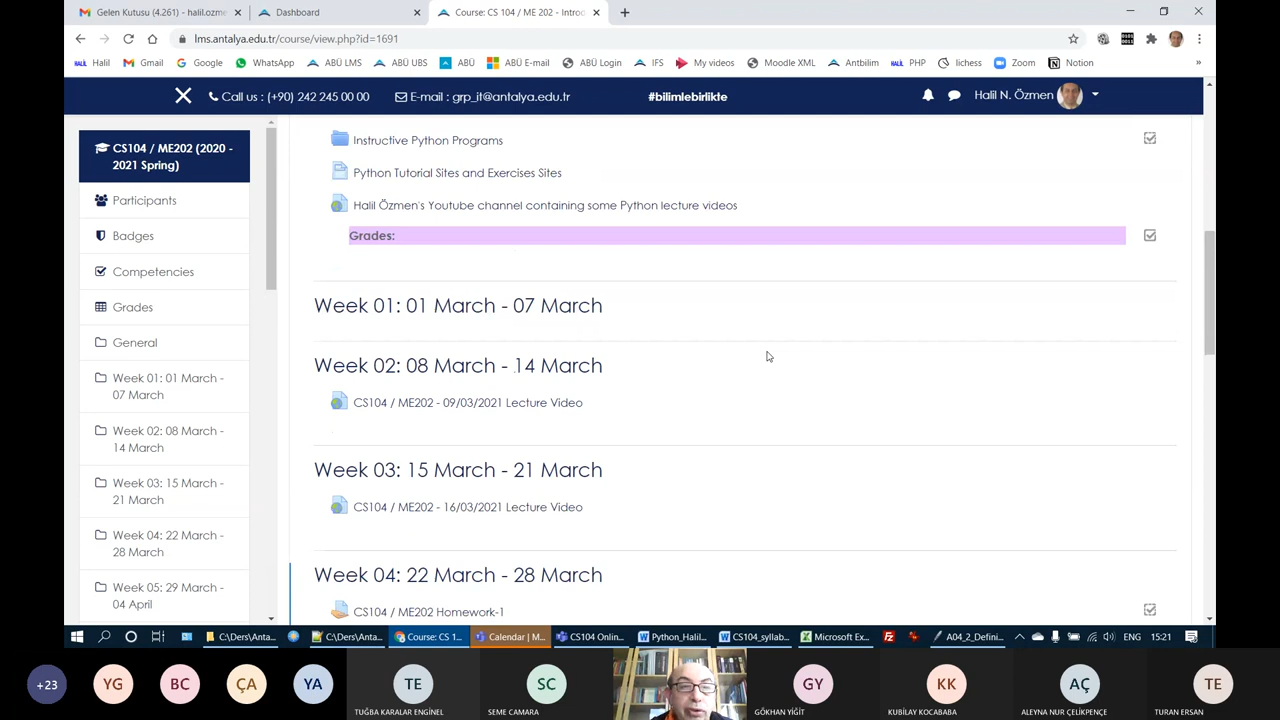 Gelen Kutusu (4.261) - halil.ozme
Dashboard
Course: CS 104 / ME 202 - Introd
lms.antalya.edu.tr/course/view.php?id=1691
Halil
Gmail
Google
WhatsApp
ABÜ LMS
ABÜ UBS
ABÜ
ABÜ E-mail
ABÜ Login
IFS
My videos
Moodle XML
Antbilim
PHP
lichess
Zoom
Notion
Call us : (+90) 242 245 00 00
E-mail : grp_it@antalya.edu.tr
#bilimlebirlikte
Halil N. Özmen
CS104 / ME202 (2020 -
2021 Spring)
Participants
Badges
Competencies
Grades
General
Week 01: 01 March -
07 March
Week 02: 08 March -
14 March
Week 03: 15 March -
21 March
Week 04: 22 March -
28 March
Week 05: 29 March -
04 April
Instructive Python Programs
Python Tutorial Sites and Exercises Sites
Halil Özmen's Youtube channel containing some Python lecture videos
Grades:
Week 01: 01 March - 07 March
Week 02: 08 March - 14 March
CS104 / ME202 - 09/03/2021 Lecture Video
Week 03: 15 March - 21 March
CS104 / ME202 - 16/03/2021 Lecture Video
Week 04: 22 March - 28 March
CS104 / ME202 Homework-1
C:\Ders\Anta...
C:\Ders\Anta...
Course: CS 1...
Calendar | M...
CS104 Onlin...
Python_Halil...
CS104_syllab...
Microsoft Ex...
A04_2_Defini...
ENG
15:21
+23
YG
BC
ÇA
YA
TE
TUĞBA KARALAR ENGİNEL
SC
SEME CAMARA
GY
GÖKHAN YİĞİT
KK
KUBİLAY KOCABABA
AÇ
ALEYNA NUR ÇELİKPENÇE
TE
TURAN ERSAN